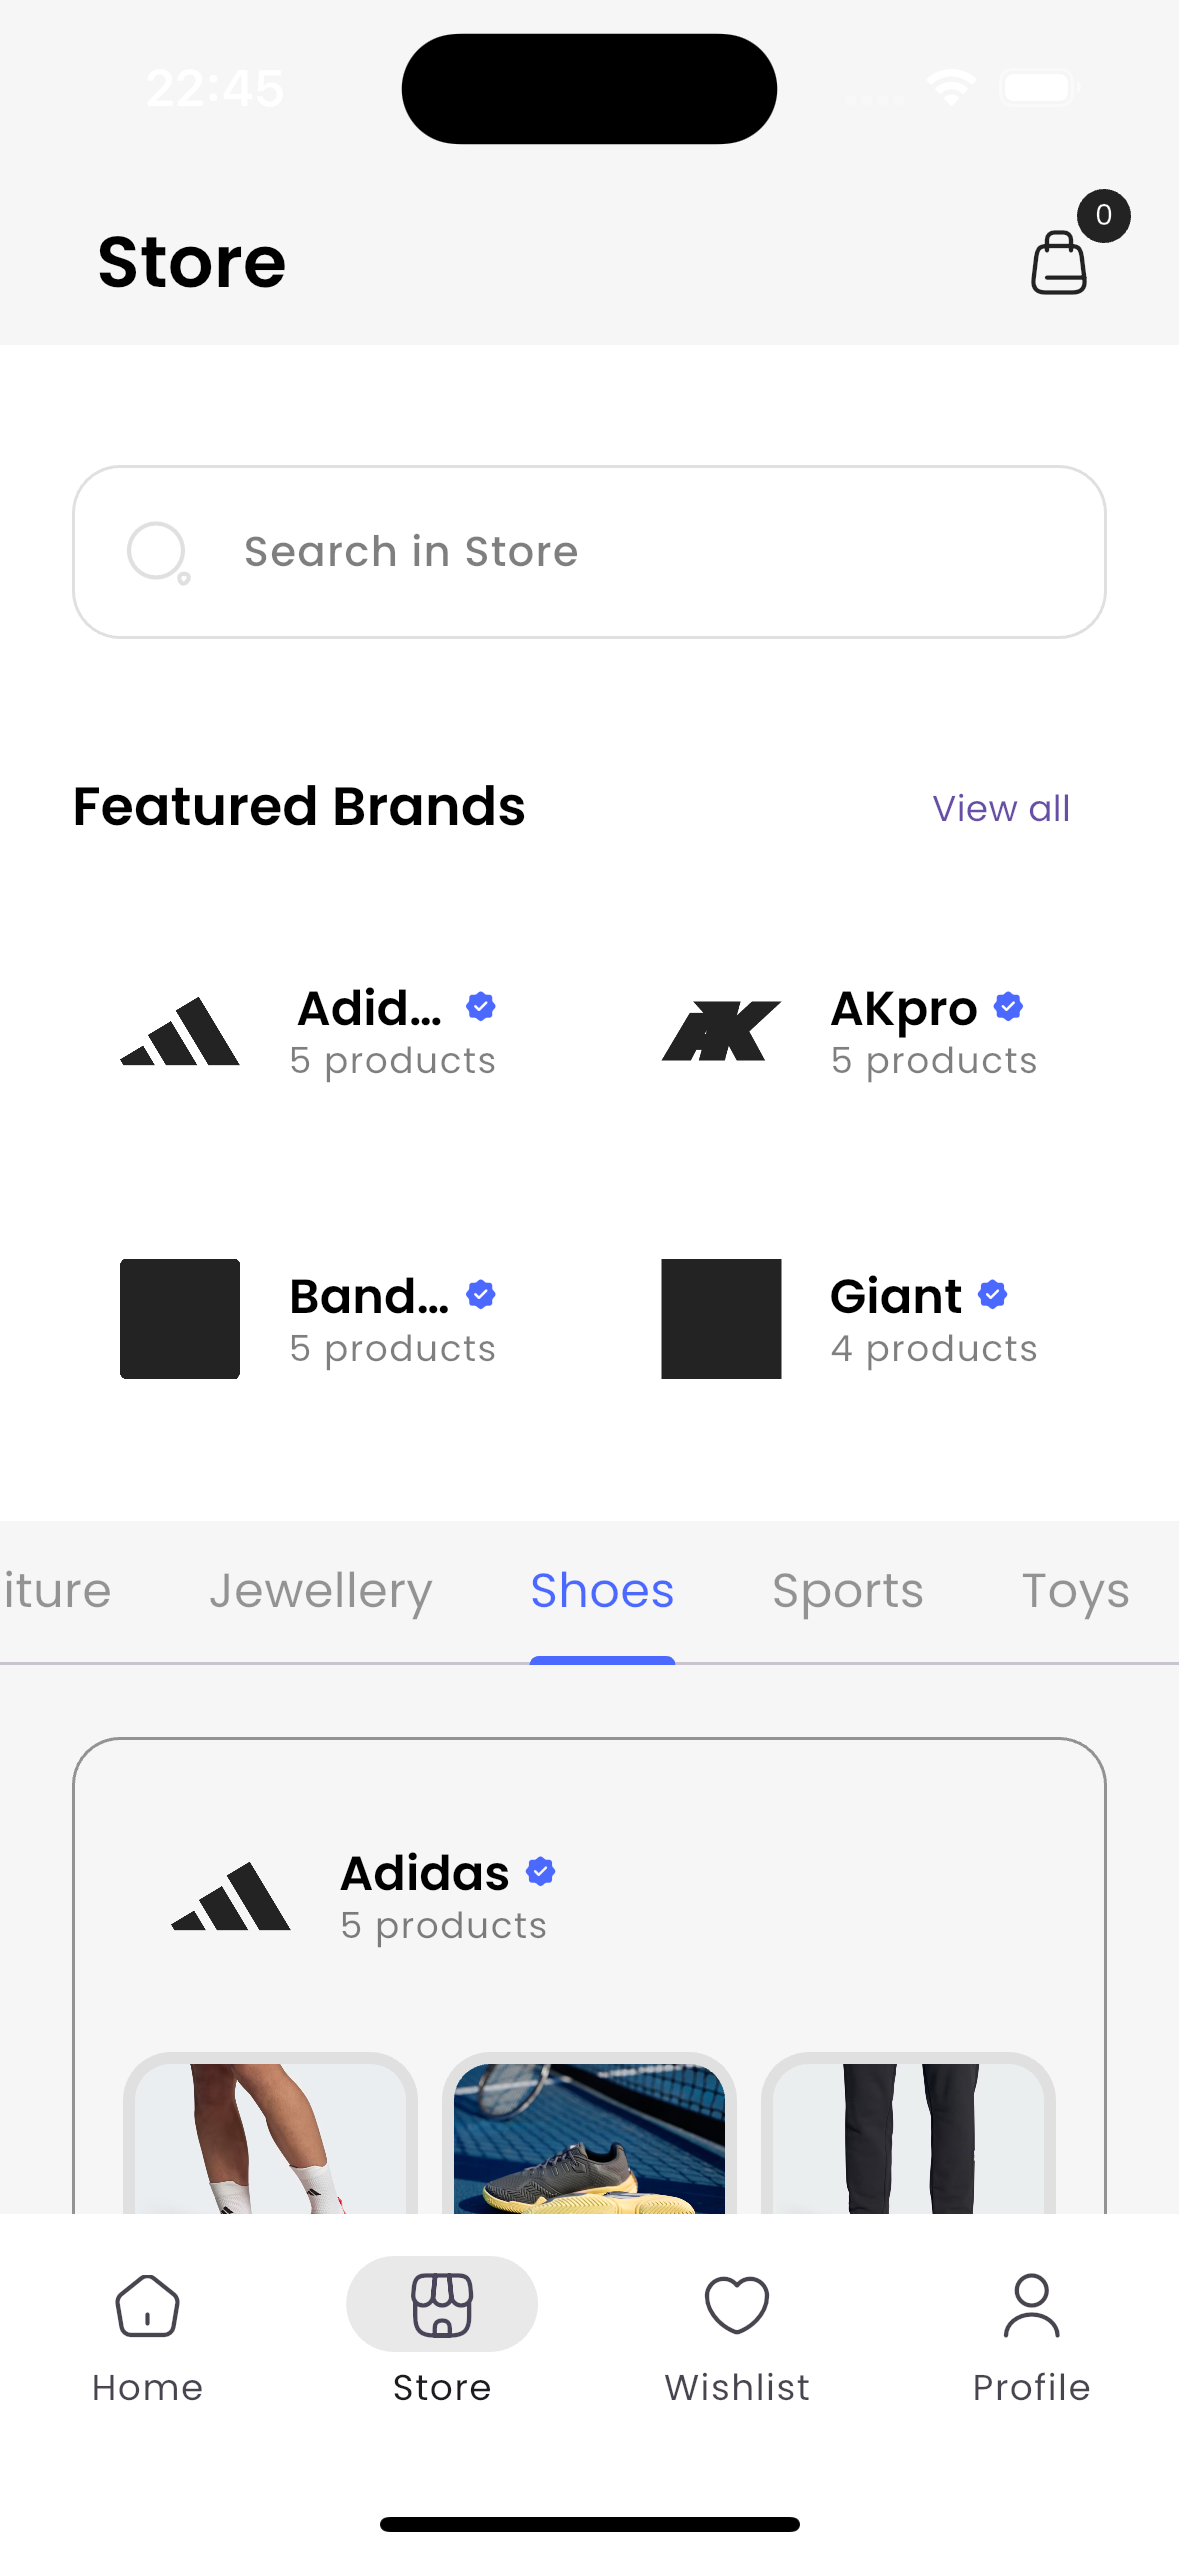 22:45
0
Store
Search in Store
Featured Brands
View all
Adid...
5 products
AKpro
5 products
Band...
5 products
Giant
4 products
iture Jewellery Shoes Sports Toys
Adidas
5 products
Home Store Wishlist Profile